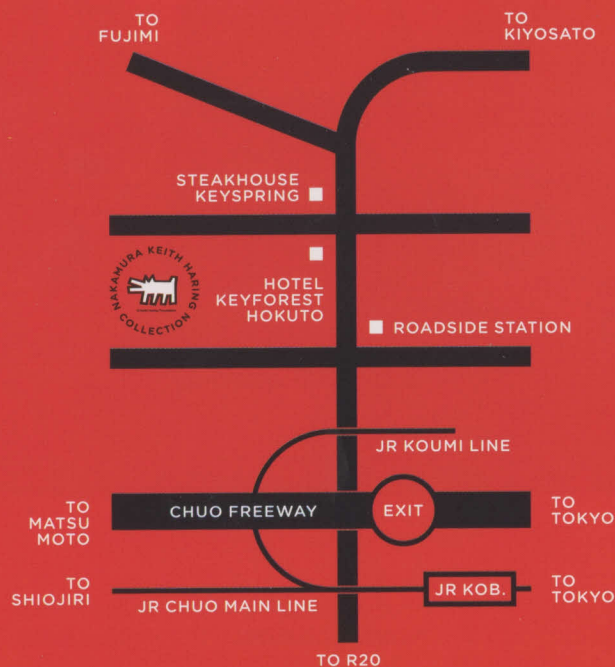 TO
FUJIMI
TO
KIYOSATO
STEAKHOUSE
KEYSPRING
NAKAMURA KEITH HARING COLLECTION
HOTEL
KEYFOREST
HOKUTO
ROADSIDE STATION
JR KOUMI LINE
TO
MATSU
MOTO
CHUO FREEWAY
EXIT
TO
TOKYO
TO
SHIOJIRI
JR CHUO MAIN LINE
JR KOB.
TO
TOKYO
TO R20